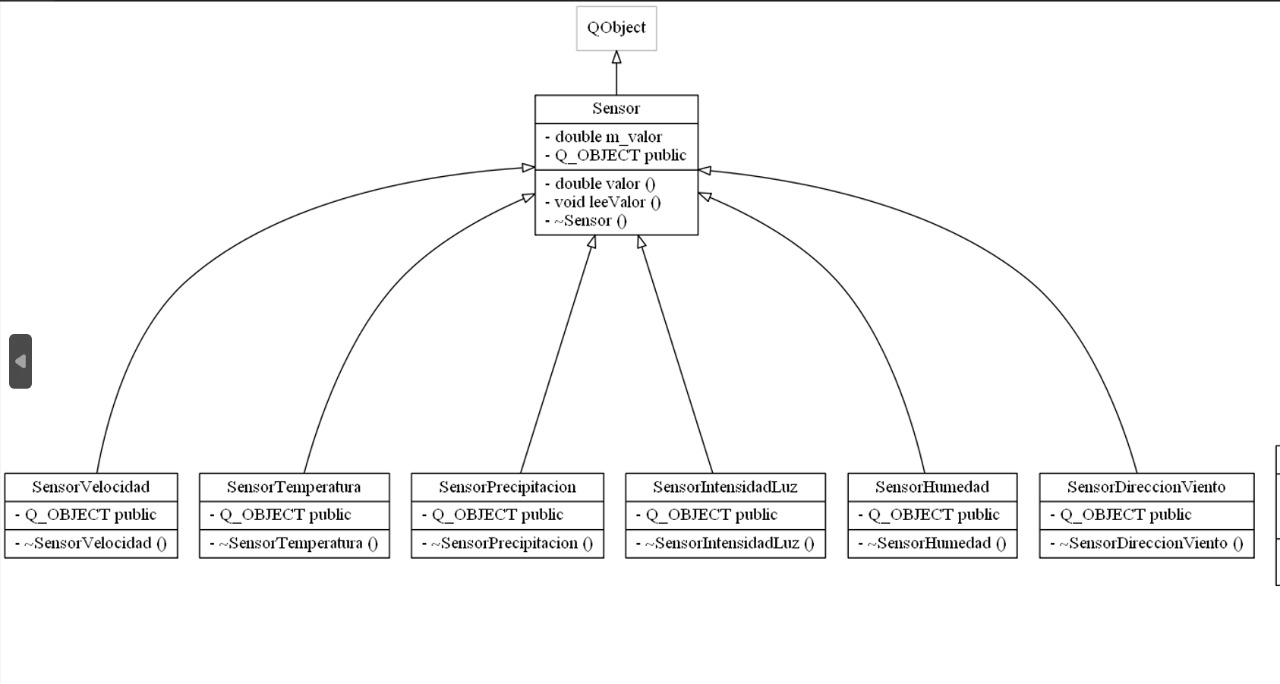 QObject
Sensor
- double m_valor
- Q_OBJECT public
- double valor ()
- void leeValor ()
- ~Sensor ()
SensorVelocidad
- Q_OBJECT public
- ~SensorVelocidad ()
SensorTemperatura
- Q_OBJECT public
- ~SensorTemperatura ()
SensorPrecipitacion
- Q_OBJECT public
- ~SensorPrecipitacion ()
SensorIntensidadLuz
- Q_OBJECT public
- ~SensorIntensidadLuz ()
SensorHumedad
- Q_OBJECT public
- ~SensorHumedad ()
SensorDireccionViento
- Q_OBJECT public
- ~SensorDireccionViento ()